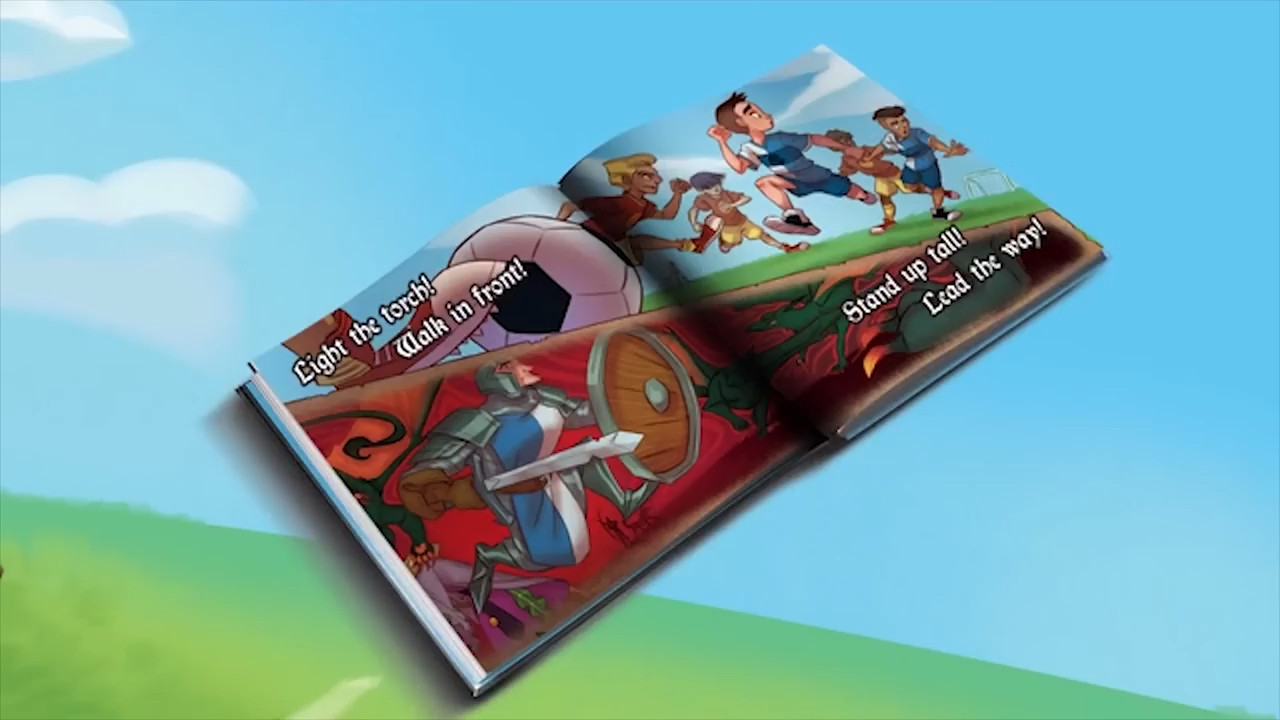 Light the torch!
Walk in front!
Stand up tall!
Lead the way!